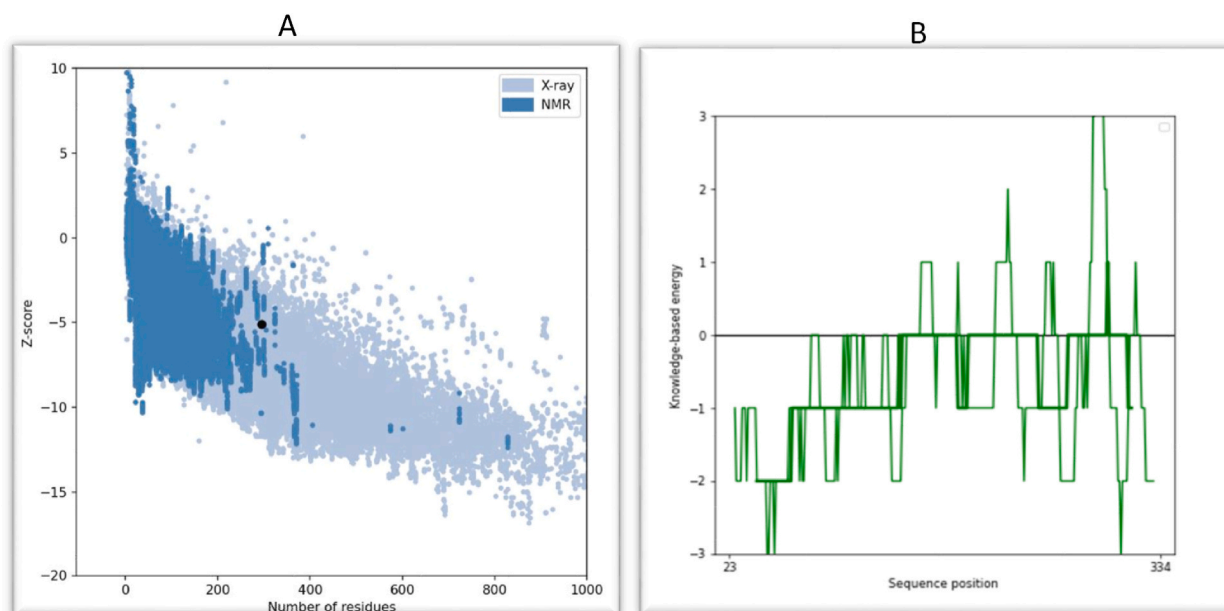 A
10
5
0
−5
−10
−15
−20
Z-score
X-ray
NMR
0
200
400
600
800
1000
Number of residues
B
3
2
1
0
−1
−2
−3
Knowledge-based energy
23
334
Sequence position